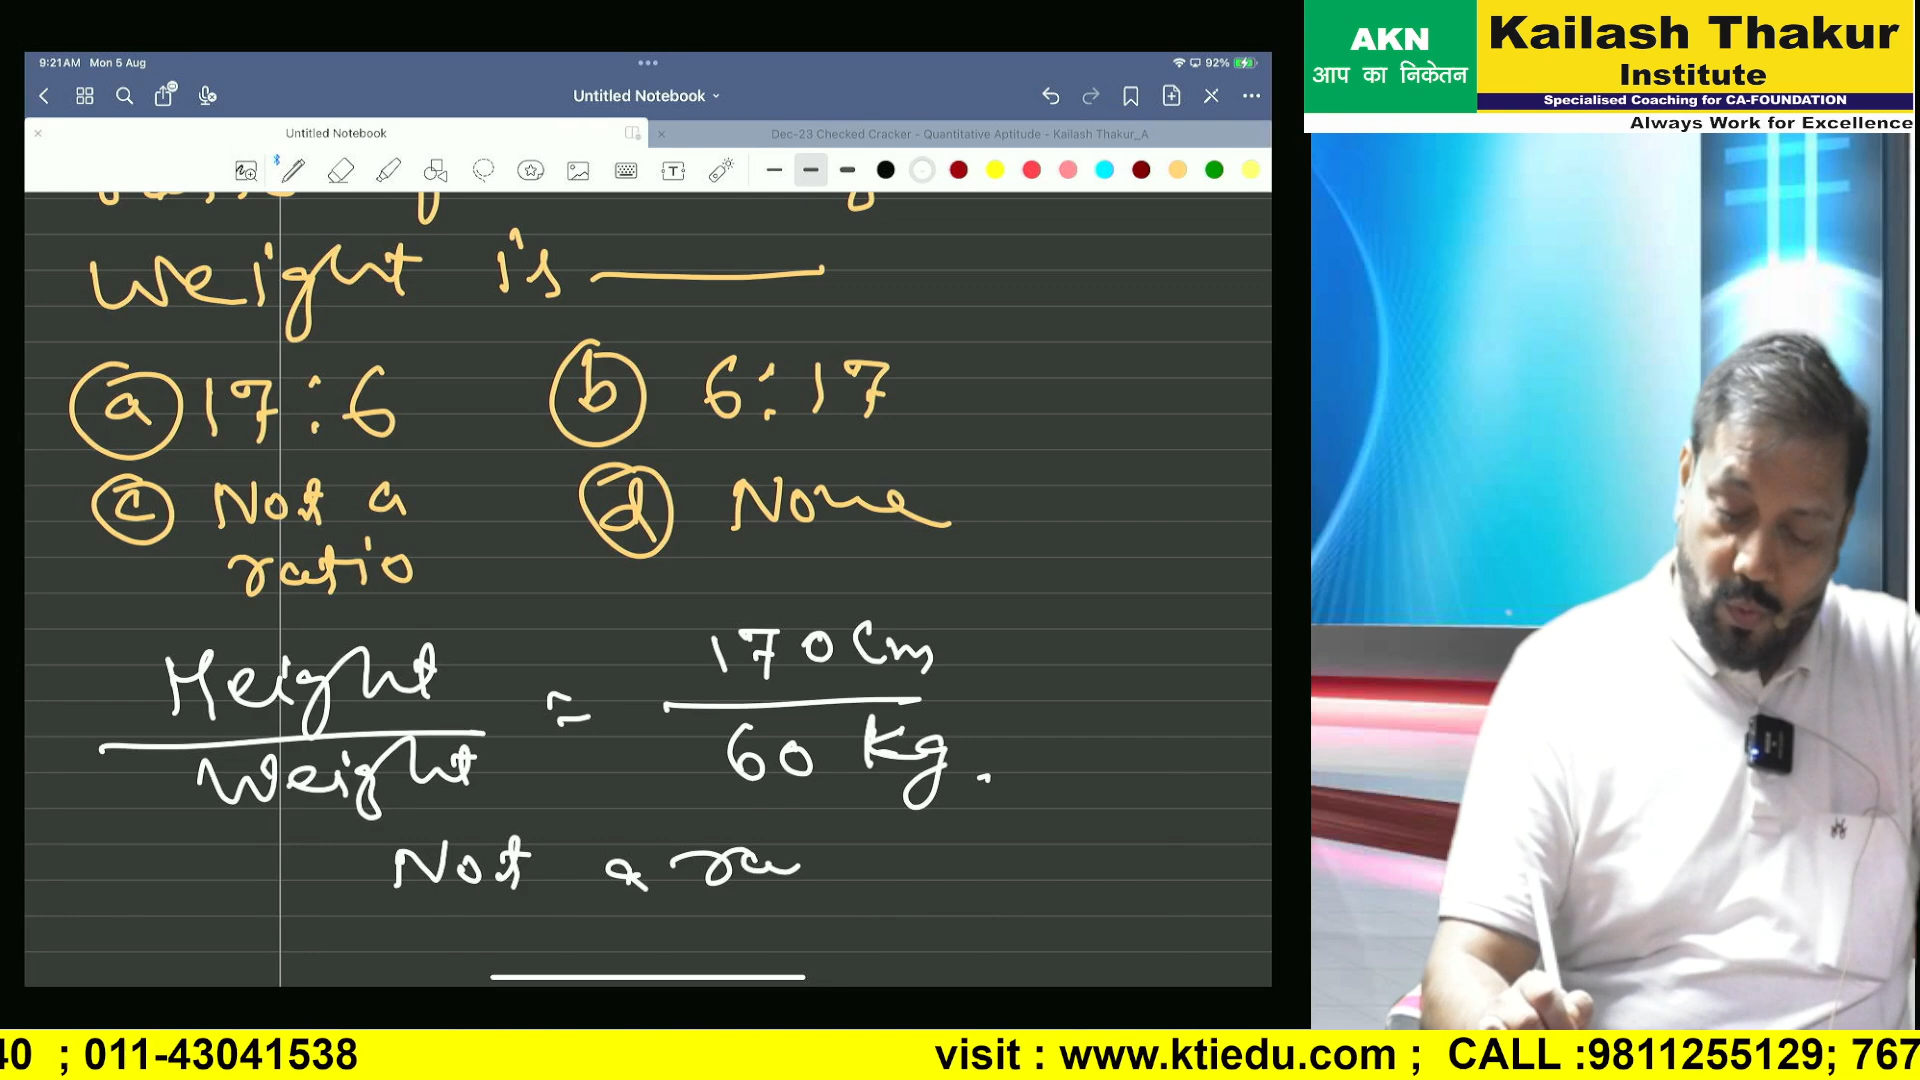 9:21AM Mon 5 Aug
92%
Untitled Notebook
Untitled Notebook
Dec-23 Checked Cracker - Quantitative Aptitude - Kailash Thakur_A
T
Weight is
a 17:6 b 6:17
c Not a d None
ratio
Height = 170 Cm
Weight 60 Kg.
Not a ra
AKN
आप का निकेतन
Kailash Thakur
Institute
Specialised Coaching for CA-FOUNDATION
Always Work for Excellence
40 ; 011-43041538 visit : www.ktiedu.com ; CALL :9811255129; 767